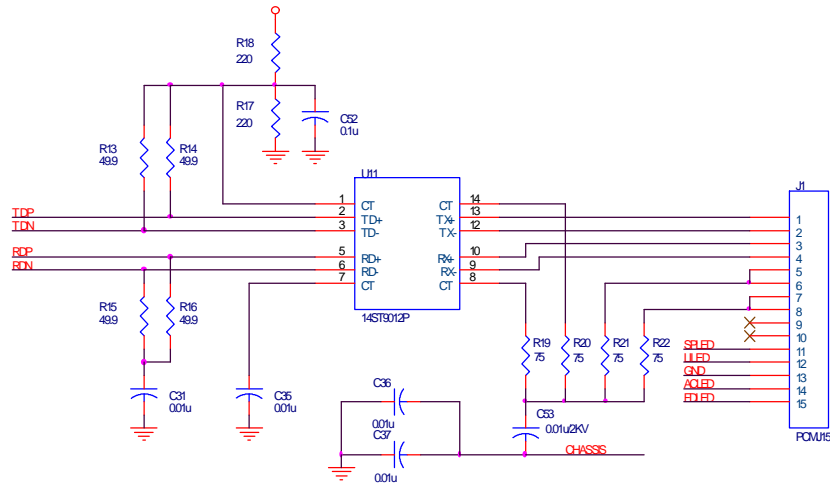 R18
220
R17
220
C52
0.1u
R13
49.9
R14
49.9
U11
J1
1 CT CT 14
TDP 2 TD+ TX+ 13 1
TDN 3 TD- TX- 12 2
3
RDP 5 RD+ RX+ 10 4
RDN 6 RD- RX- 9 5
7 CT CT 8 6
7
8
14ST9012P
9
10
R15
49.9
R16
49.9
R19
75
R20
75
R21
75
R22
75
SPLED 11
LILED 12
GND 13
ACLED 14
FDLED 15
PCMJ15
C31
0.01u
C35
0.01u
C36
0.01u
C37
0.01u
C53
0.01u/2KV
CHASSIS